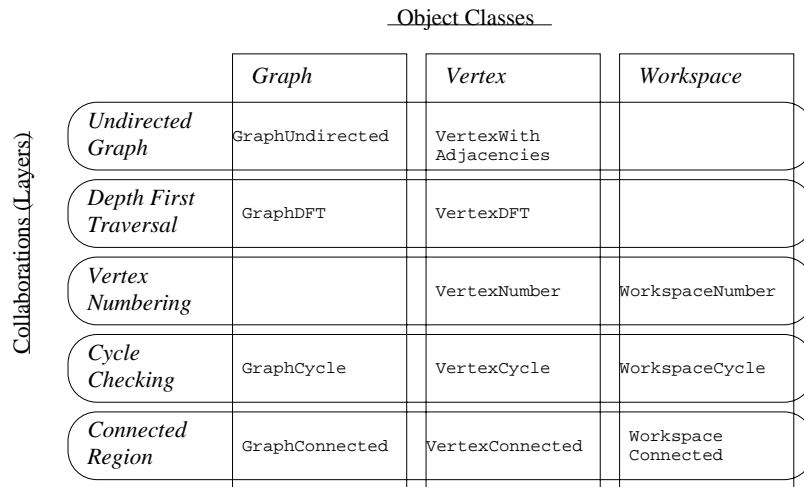 Object Classes
Graph Vertex Workspace
Collaborations (Layers)
Undirected
Graph
GraphUndirected
VertexWith
Adjacencies
Depth First
Traversal
GraphDFT
VertexDFT
Vertex
Numbering
VertexNumber
WorkspaceNumber
Cycle
Checking
GraphCycle
VertexCycle
WorkspaceCycle
Connected
Region
GraphConnected
VertexConnected
Workspace
Connected